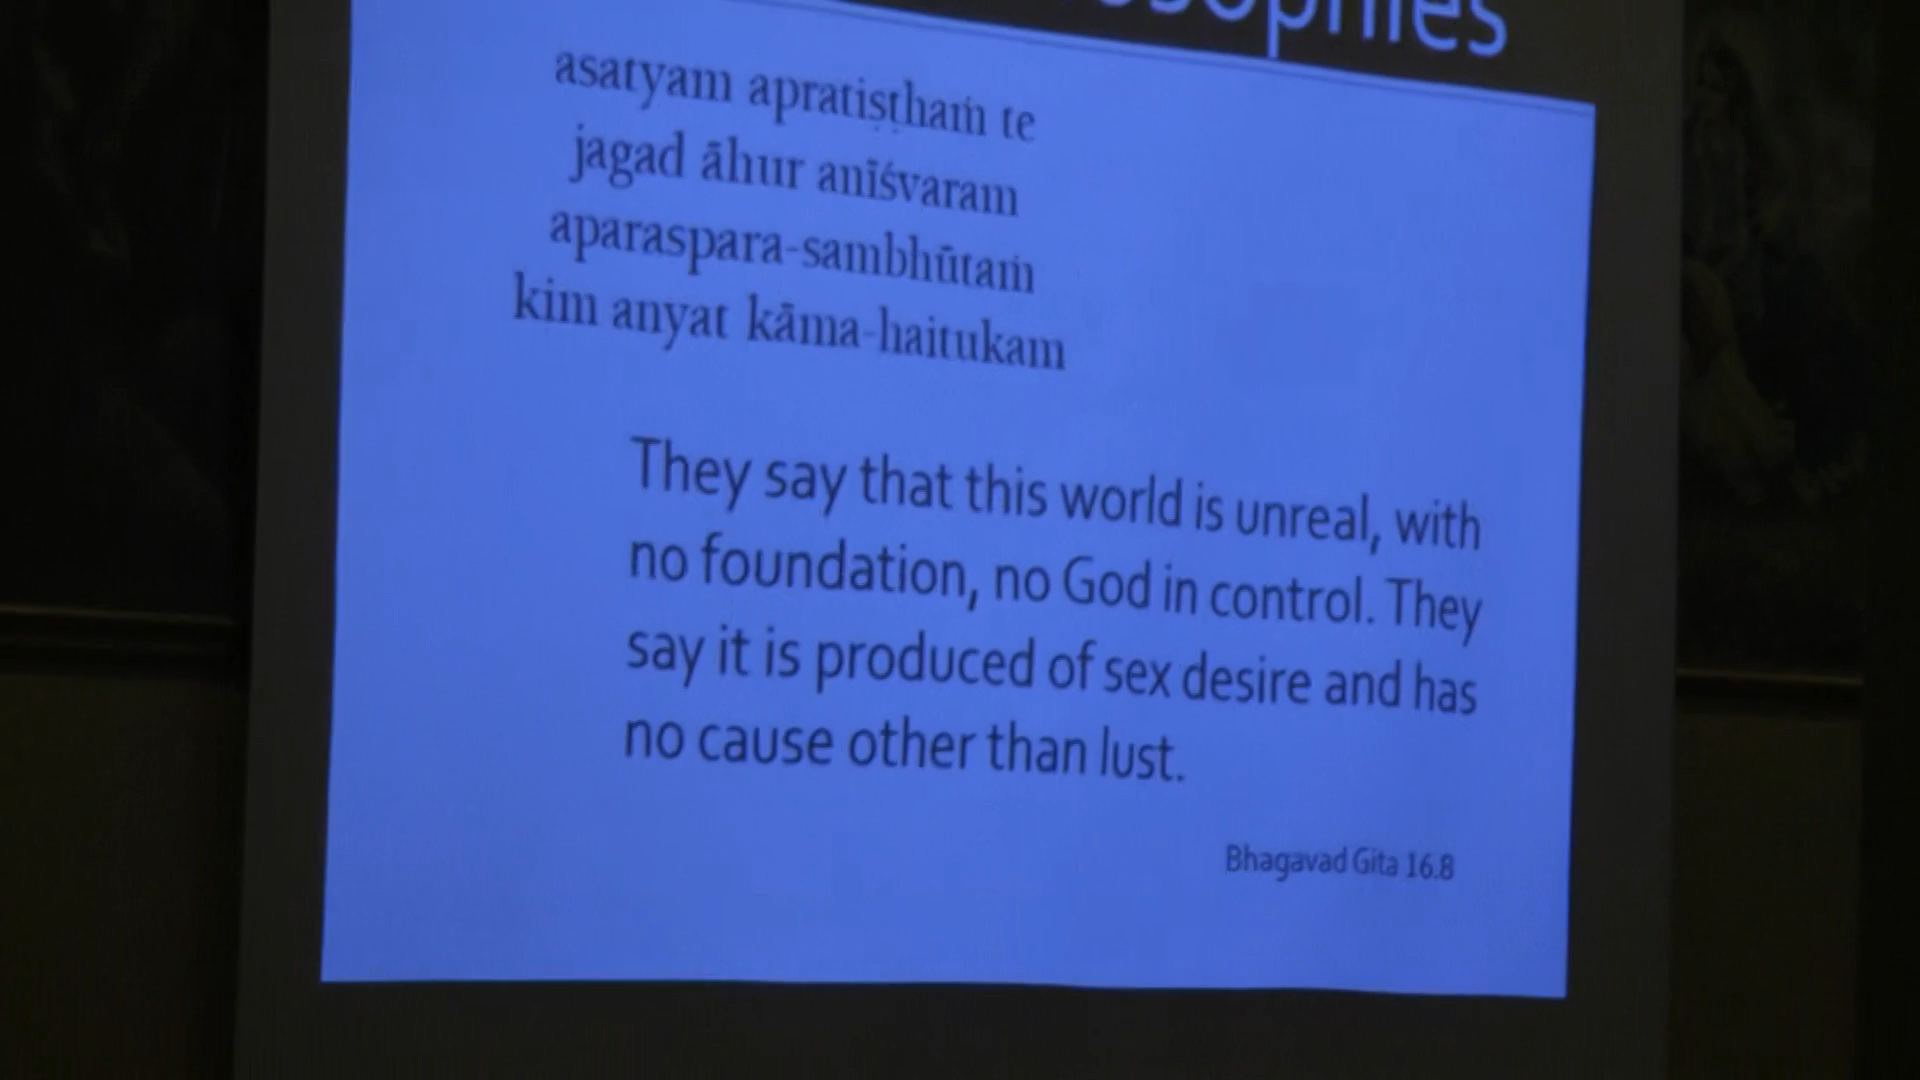 asatyam apratiṣṭhaṁ te
jagad āhur anīśvaram
aparaspara-sambhūtaṁ
kim anyat kāma-haitukam
They say that this world is unreal, with
no foundation, no God in control. They
say it is produced of sex desire and has
no cause other than lust.
Bhagavad Gita 16.8